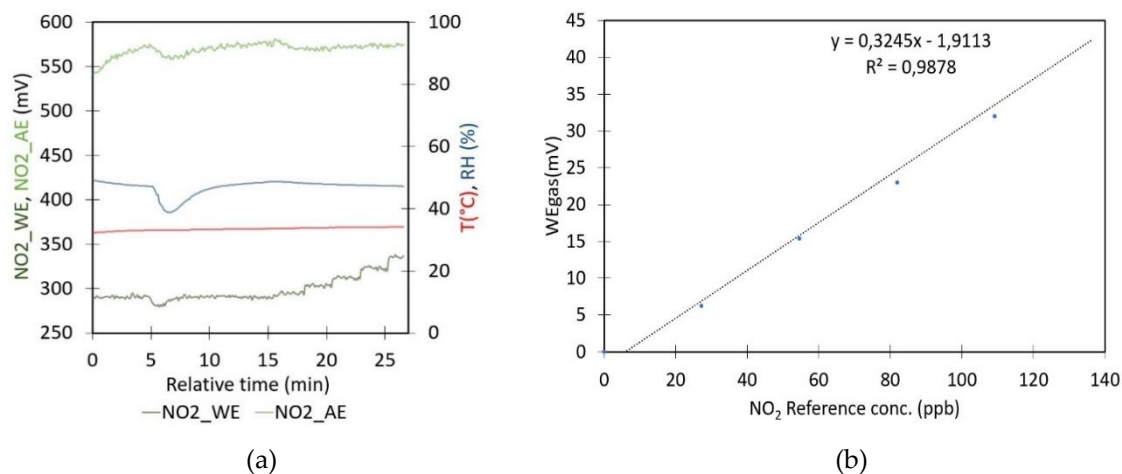 600
550
500
450
400
350
300
250
NO2_WE, NO2_AE (mV)
100
80
60
40
20
0
T(°C), RH (%)
0 5 10 15 20 25
Relative time (min)
NO2_WE NO2_AE
(a)
45
40
35
30
25
20
15
10
5
0
WEgas(mV)
y = 0,3245x - 1,9113
R² = 0,9878
0 20 40 60 80 100 120 140
NO₂ Reference conc. (ppb)
(b)